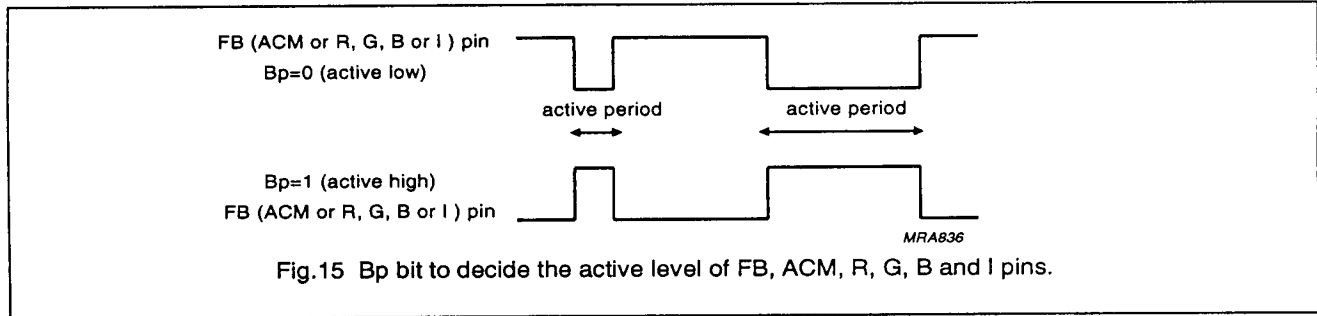 FB (ACM or R, G, B or I ) pin
Bp=0 (active low)
active period
active period
Bp=1 (active high)
FB (ACM or R, G, B or I ) pin
MRA836
Fig.15 Bp bit to decide the active level of FB, ACM, R, G, B and I pins.